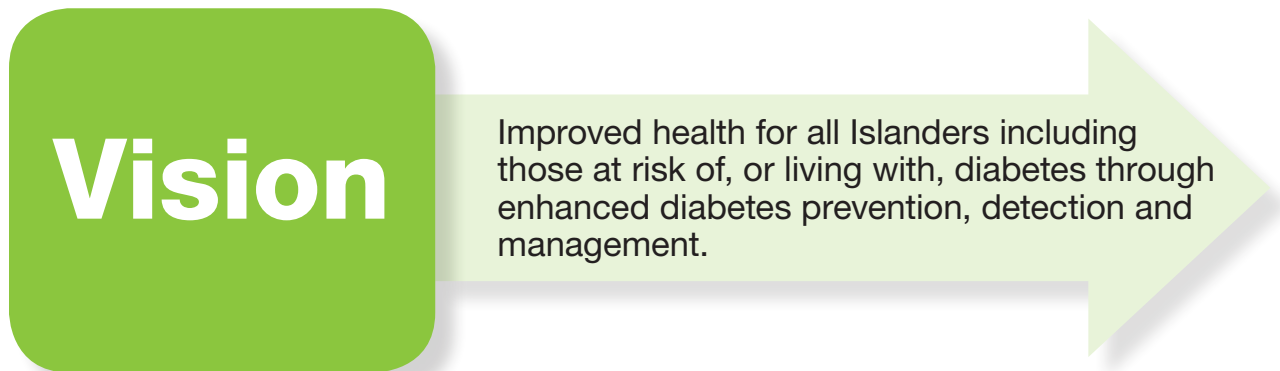 Vision
Improved health for all Islanders including
those at risk of, or living with, diabetes through
enhanced diabetes prevention, detection and
management.